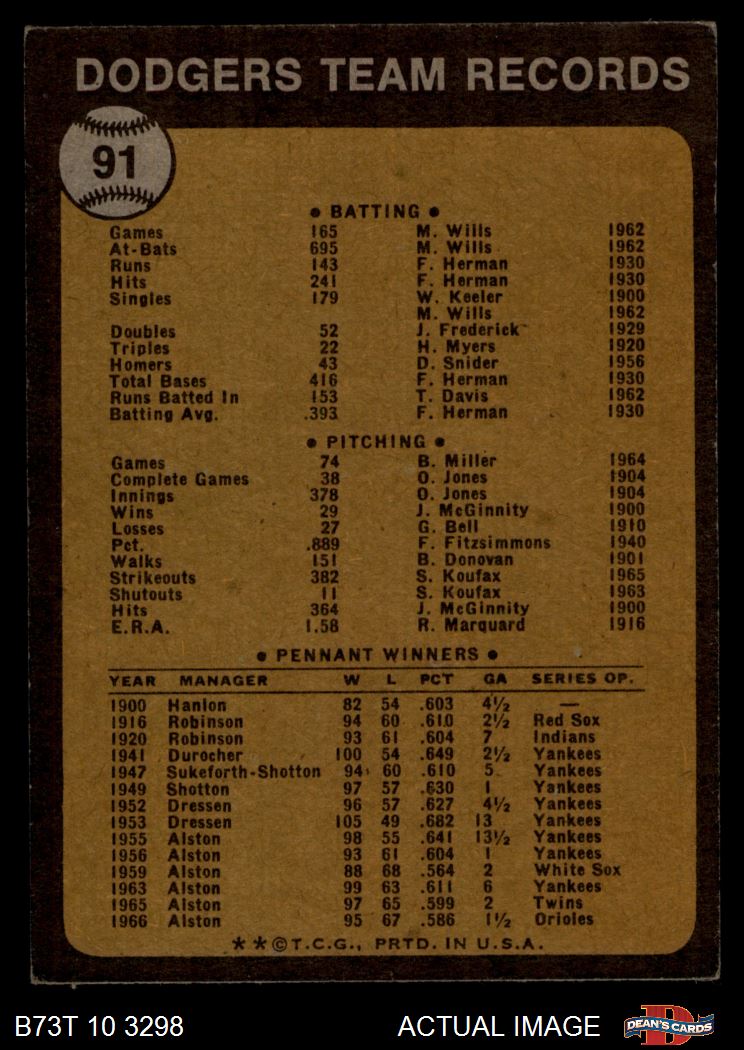 DODGERS TEAM RECORDS
91
● BATTING ●
Games 165 M. Wills 1962
At-Bats 695 M. Wills 1962
Runs 143 F. Herman 1930
Hits 241 F. Herman 1930
Singles 179 W. Keeler 1900
M. Wills 1962
Doubles 52 J. Frederick 1929
Triples 22 H. Myers 1920
Homers 43 D. Snider 1956
Total Bases 416 F. Herman 1930
Runs Batted In 153 T. Davis 1962
Batting Avg. .393 F. Herman 1930
● PITCHING ●
Games 74 B. Miller 1964
Complete Games 38 O. Jones 1904
Innings 378 O. Jones 1904
Wins 29 J. McGinnity 1900
Losses 27 G. Bell 1910
Pct. .889 F. Fitzsimmons 1940
Walks 151 B. Donovan 1901
Strikeouts 382 S. Koufax 1965
Shutouts 11 S. Koufax 1963
Hits 364 J. McGinnity 1900
E.R.A. 1.58 R. Marquard 1916
● PENNANT WINNERS ●
YEAR MANAGER W L PCT GA SERIES OP.
1900 Hanlon 82 54 .603 4½ —
1916 Robinson 94 60 .610 2½ Red Sox
1920 Robinson 93 61 .604 7 Indians
1941 Durocher 100 54 .649 2½ Yankees
1947 Sukeforth-Shotton 94 60 .610 5 Yankees
1949 Shotton 97 57 .630 1 Yankees
1952 Dressen 96 57 .627 4½ Yankees
1953 Dressen 105 49 .682 13 Yankees
1955 Alston 98 55 .641 13½ Yankees
1956 Alston 93 61 .604 1 Yankees
1959 Alston 88 68 .564 2 White Sox
1963 Alston 99 63 .611 6 Yankees
1965 Alston 97 65 .599 2 Twins
1966 Alston 95 67 .586 1½ Orioles
**©T.C.G., PRTD. IN U.S.A.
B73T 10 3298 ACTUAL IMAGE DEAN'S CARDS